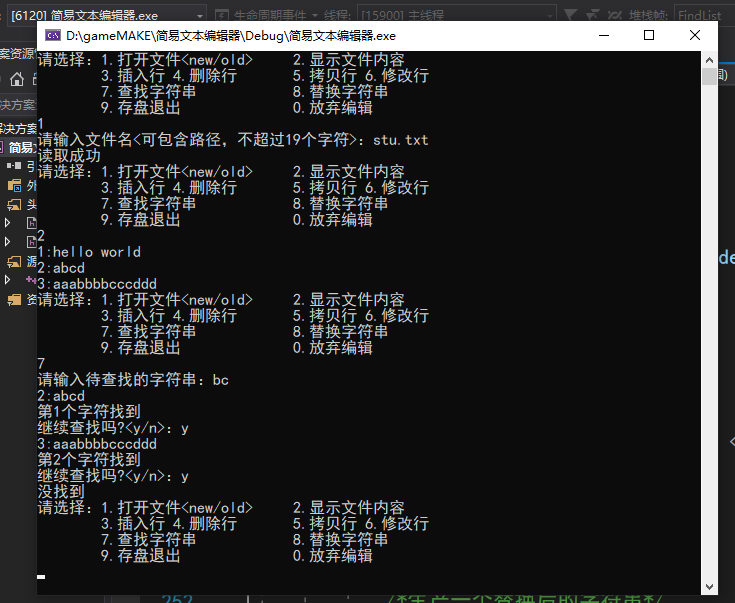 [6120] 简易文本编辑器.exe 生命周期事件 线程: [15900] 主线程 堆栈帧: FindList
D:\gameMAKE\简易文本编辑器\Debug\简易文本编辑器.exe
请选择: 1.打开文件<new/old> 2.显示文件内容
3.插入行 4.删除行 5.拷贝行 6.修改行
7.查找字符串 8.替换字符串
9.存盘退出 0.放弃编辑
1
请输入文件名<可包含路径，不超过19个字符>: stu.txt
读取成功
请选择: 1.打开文件<new/old> 2.显示文件内容
3.插入行 4.删除行 5.拷贝行 6.修改行
7.查找字符串 8.替换字符串
9.存盘退出 0.放弃编辑
2
1:hello world
2:abcd
3:aaabbbbcccddd
请选择: 1.打开文件<new/old> 2.显示文件内容
3.插入行 4.删除行 5.拷贝行 6.修改行
7.查找字符串 8.替换字符串
9.存盘退出 0.放弃编辑
7
请输入待查找的字符串: bc
2:abcd
第1个字符找到
继续查找吗?<y/n>: y
3:aaabbbbcccddd
第2个字符找到
继续查找吗?<y/n>: y
没找到
请选择: 1.打开文件<new/old> 2.显示文件内容
3.插入行 4.删除行 5.拷贝行 6.修改行
7.查找字符串 8.替换字符串
9.存盘退出 0.放弃编辑
252